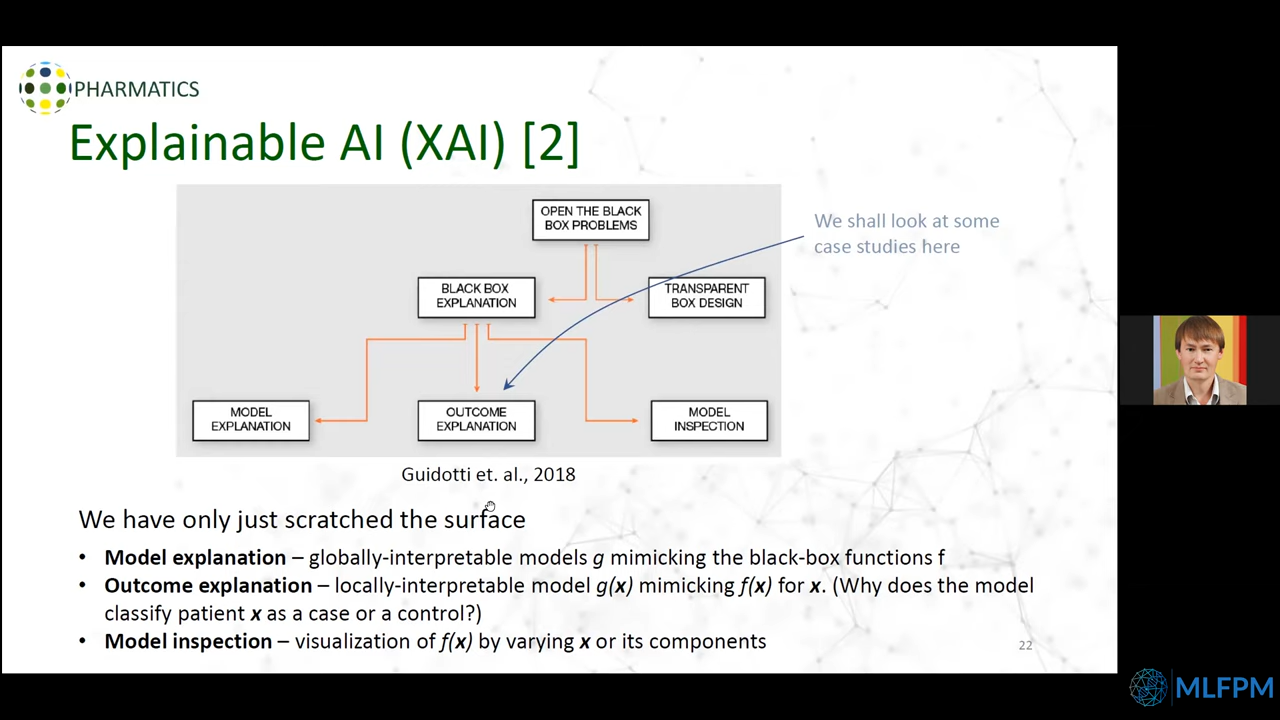 PHARMATICS
Explainable AI (XAI) [2]
OPEN THE BLACK
BOX PROBLEMS
We shall look at some
case studies here
BLACK BOX
EXPLANATION
TRANSPARENT
BOX DESIGN
MODEL
EXPLANATION
OUTCOME
EXPLANATION
MODEL
INSPECTION
Guidotti et. al., 2018
We have only just scratched the surface
• Model explanation – globally-interpretable models g mimicking the black-box functions f
• Outcome explanation – locally-interpretable model g(x) mimicking f(x) for x. (Why does the model
classify patient x as a case or a control?)
• Model inspection – visualization of f(x) by varying x or its components
22
MLFPM